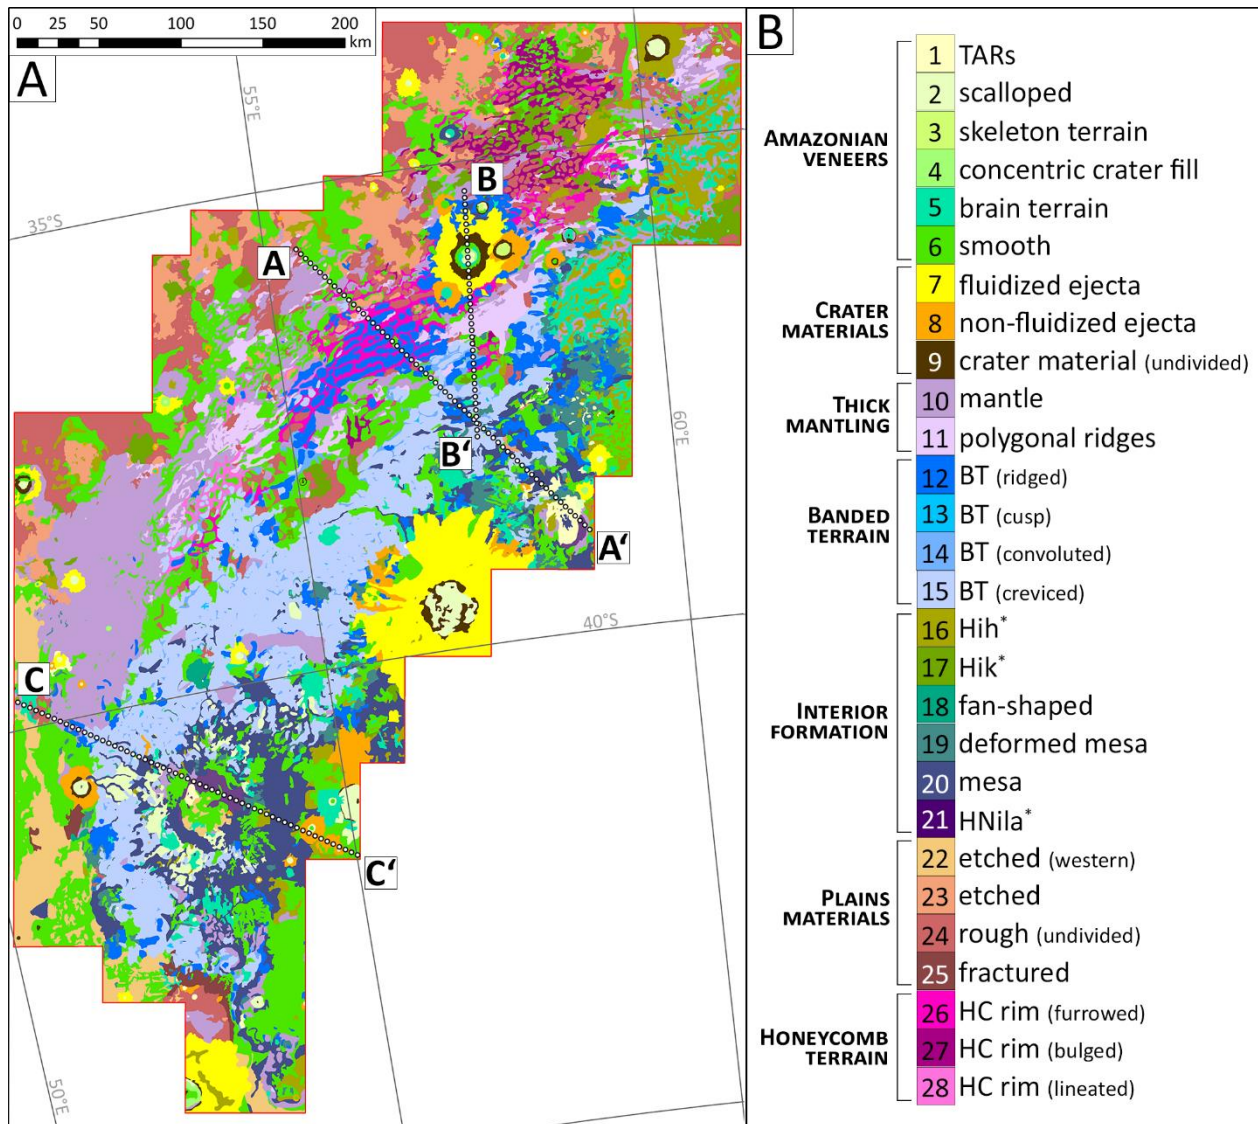 0 25 50 100 150 200
km
A
55°E
35°S
B
A
B‘
60°E
A‘
40°S
C
C‘
50°E
B
AMAZONIAN VENEERS
1 TARs
2 scalloped
3 skeleton terrain
4 concentric crater fill
5 brain terrain
6 smooth
CRATER MATERIALS
7 fluidized ejecta
8 non-fluidized ejecta
9 crater material (undivided)
THICK MANTLING
10 mantle
11 polygonal ridges
BANDED TERRAIN
12 BT (ridged)
13 BT (cusp)
14 BT (convoluted)
15 BT (creviced)
INTERIOR FORMATION
16 Hih*
17 Hik*
18 fan-shaped
19 deformed mesa
20 mesa
21 HNila*
PLAINS MATERIALS
22 etched (western)
23 etched
24 rough (undivided)
25 fractured
HONEYCOMB TERRAIN
26 HC rim (furrowed)
27 HC rim (bulged)
28 HC rim (lineated)